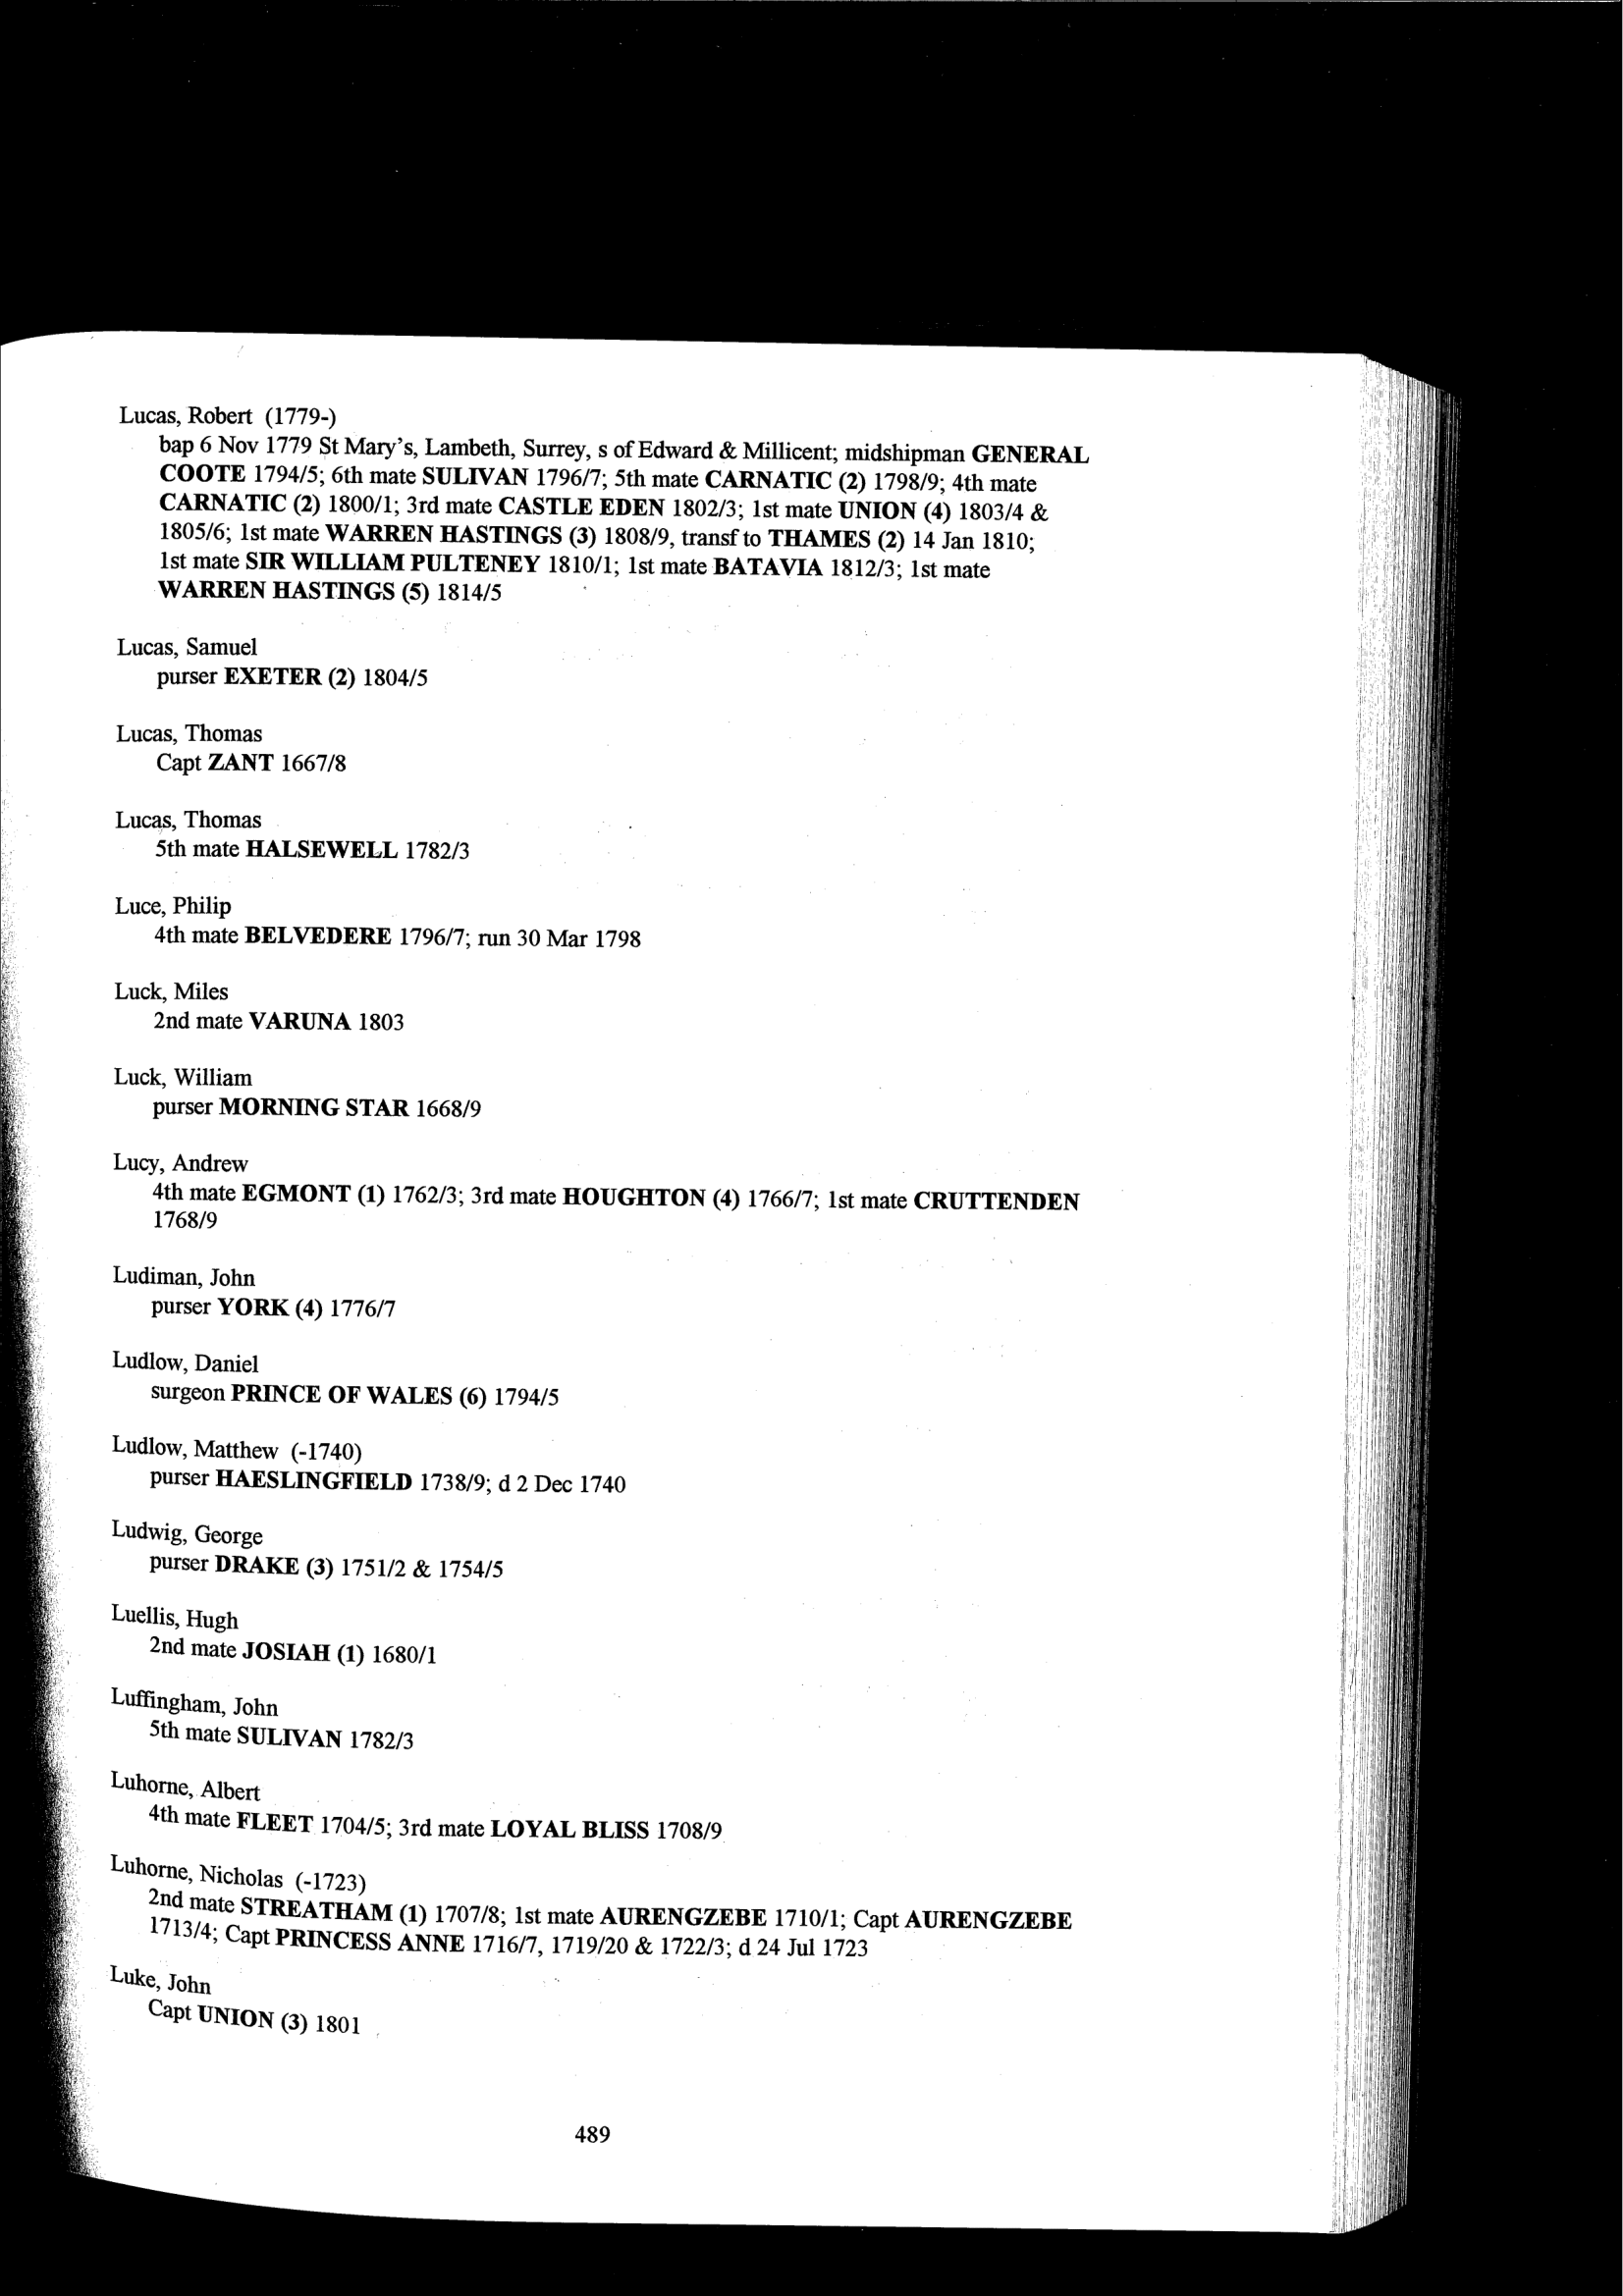 Lucas, Robert (1779-)
bap 6 Nov 1779 St Mary's, Lambeth, Surrey, s of Edward & Millicent; midshipman GENERAL
COOTE 1794/5; 6th mate SULIVAN 1796/7; 5th mate CARNATIC (2) 1798/9; 4th mate
CARNATIC (2) 1800/1; 3rd mate CASTLE EDEN 1802/3; 1st mate UNION (4) 1803/4 &
1805/6; 1st mate WARREN HASTINGS (3) 1808/9, transf to THAMES (2) 14 Jan 1810;
1st mate SIR WILLIAM PULTENEY 1810/1; 1st mate BATAVIA 1812/3; 1st mate
WARREN HASTINGS (5) 1814/5
Lucas, Samuel
purser EXETER (2) 1804/5
Lucas, Thomas
Capt ZANT 1667/8
Lucas, Thomas
5th mate HALSEWELL 1782/3
Luce, Philip
4th mate BELVEDERE 1796/7; run 30 Mar 1798
Luck, Miles
2nd mate VARUNA 1803
Luck, William
purser MORNING STAR 1668/9
Lucy, Andrew
4th mate EGMONT (1) 1762/3; 3rd mate HOUGHTON (4) 1766/7; 1st mate CRUTTENDEN
1768/9
Ludiman, John
purser YORK (4) 1776/7
Ludlow, Daniel
surgeon PRINCE OF WALES (6) 1794/5
Ludlow, Matthew (-1740)
purser HAESLINGFIELD 1738/9; d 2 Dec 1740
Ludwig, George
purser DRAKE (3) 1751/2 & 1754/5
Luellis, Hugh
2nd mate JOSIAH (1) 1680/1
Luffingham, John
5th mate SULIVAN 1782/3
Luhorne, Albert
4th mate FLEET 1704/5; 3rd mate LOYAL BLISS 1708/9
Luhorne, Nicholas (-1723)
2nd mate STREATHAM (1) 1707/8; 1st mate AURENGZEBE 1710/1; Capt AURENGZEBE
1713/4; Capt PRINCESS ANNE 1716/7, 1719/20 & 1722/3; d 24 Jul 1723
Luke, John
Capt UNION (3) 1801
489